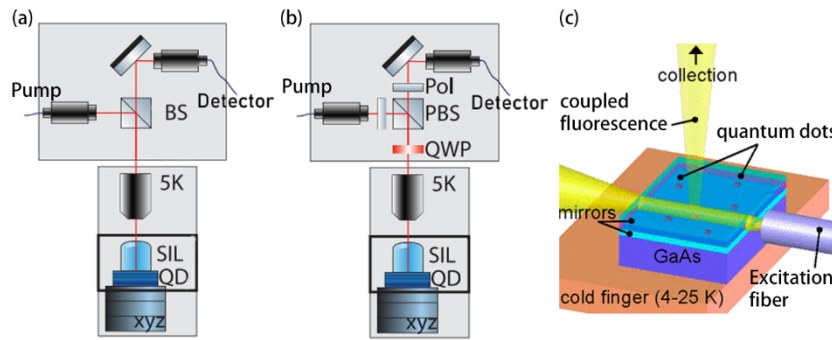 (a)
Pump
BS
Detector
5K
SIL
QD
xyz
(b)
Pump
Pol
PBS
Detector
QWP
5K
SIL
QD
xyz
(c)
collection
coupled
fluorescence
quantum dots
mirrors
GaAs
Excitation
fiber
cold finger (4-25 K)